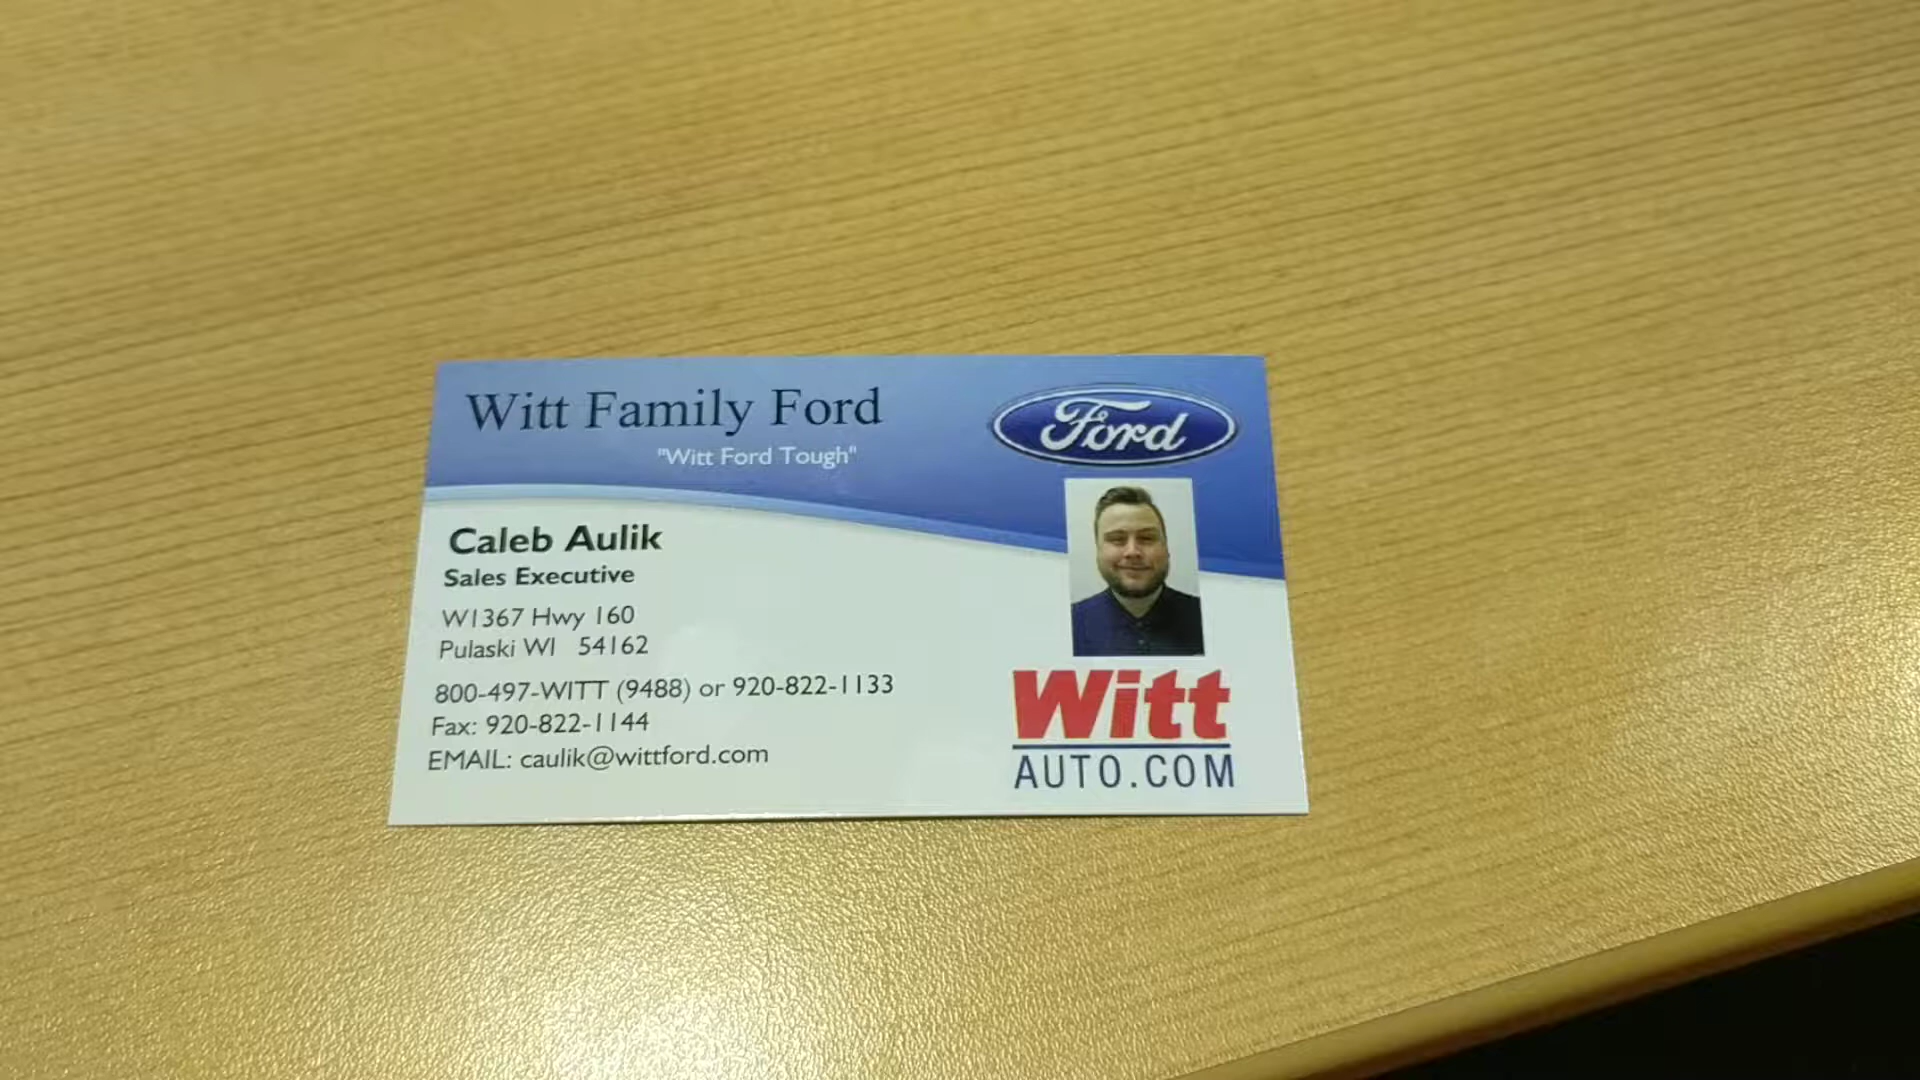 Witt Family Ford
"Witt Ford Tough"
Ford
Caleb Aulik
Sales Executive
W1367 Hwy 160
Pulaski WI 54162
800-497-WITT (9488) or 920-822-1133
Fax: 920-822-1144
EMAIL: caulik@wittford.com
Witt
AUTO.COM